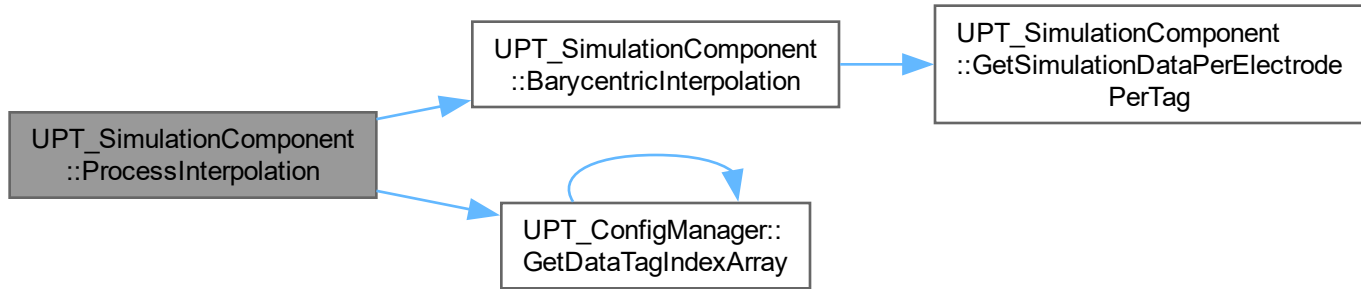 UPT_SimulationComponent
::ProcessInterpolation
UPT_SimulationComponent
::BarycentricInterpolation
UPT_SimulationComponent
::GetSimulationDataPerElectrode
PerTag
UPT_ConfigManager::
GetDataTagIndexArray